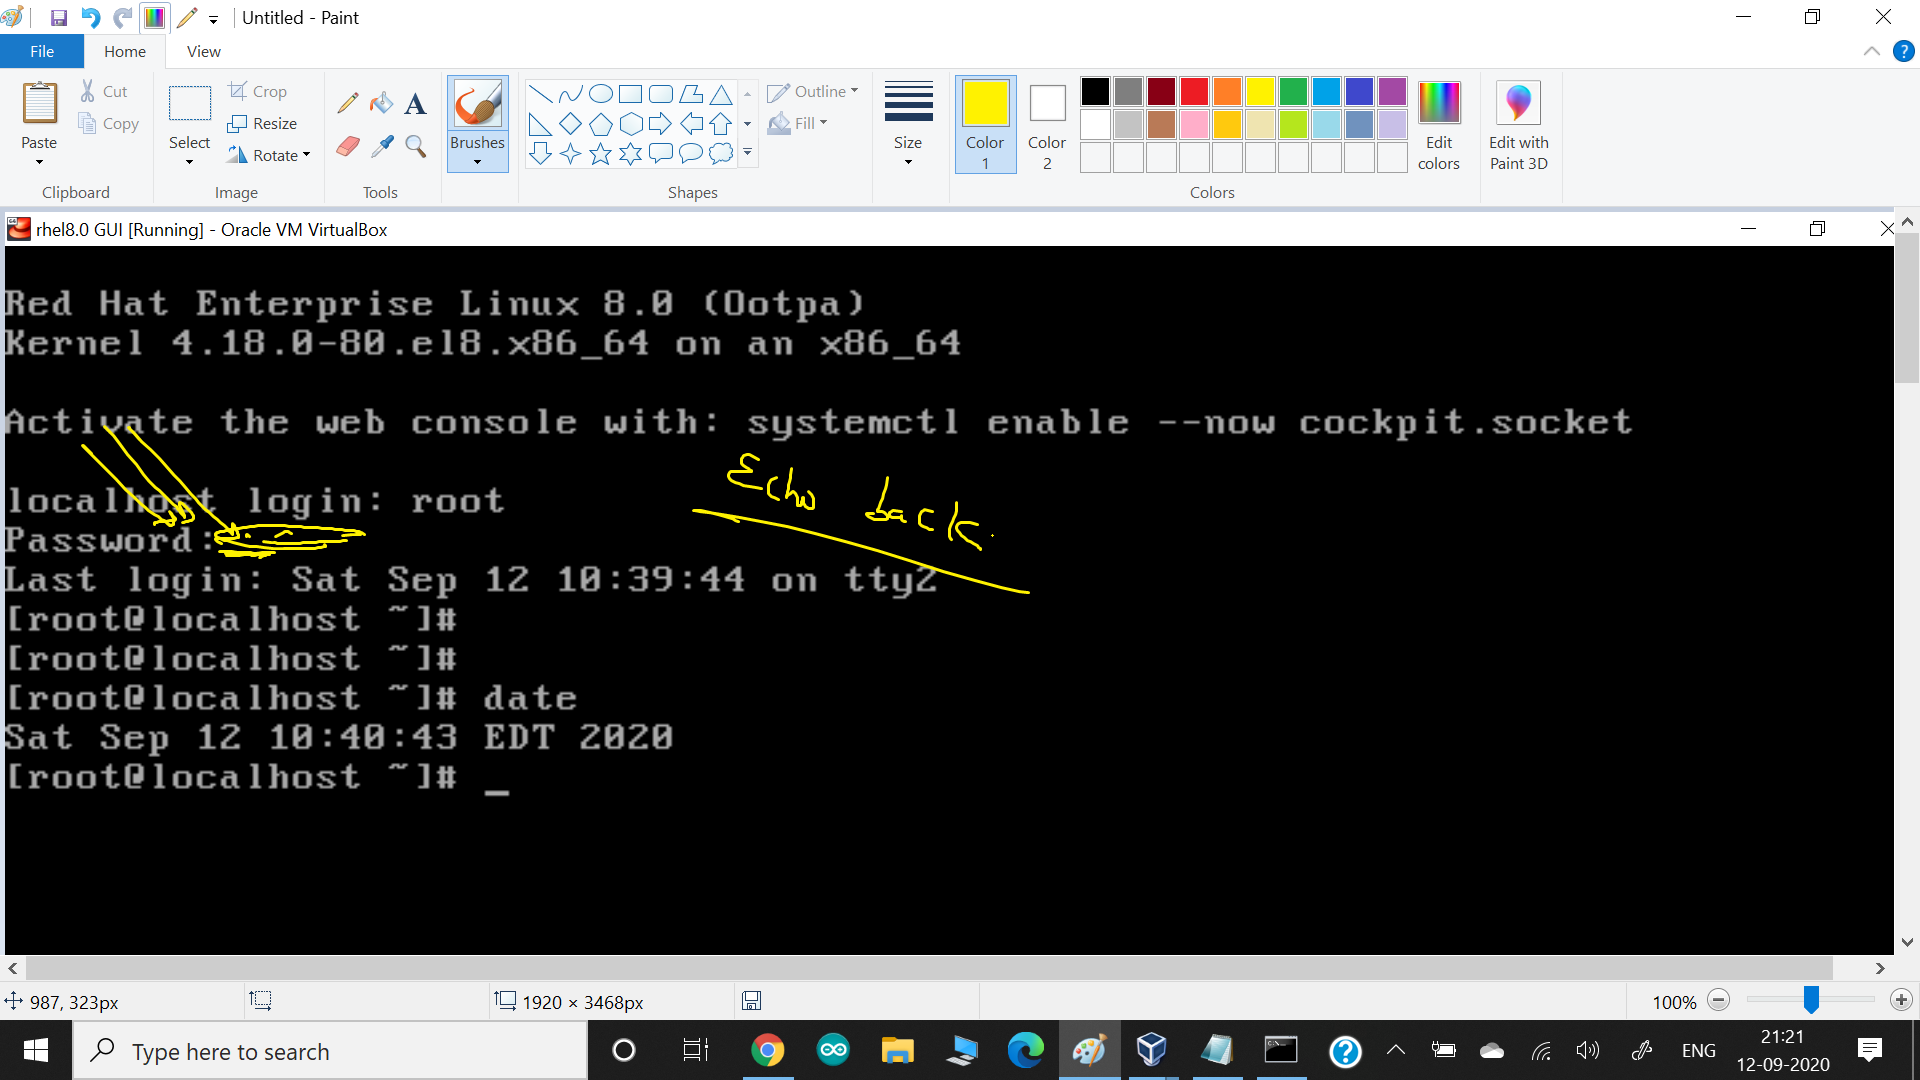 Untitled - Paint
File Home View
Paste
Cut
Copy
Clipboard
Select
Crop
Resize
Rotate
Image
Tools
Brushes
Shapes
Outline
Fill
Size
Color 1
Color 2
Colors
Edit colors
Edit with Paint 3D
rhel8.0 GUI [Running] - Oracle VM VirtualBox
Red Hat Enterprise Linux 8.0 (Ootpa)
Kernel 4.18.0-80.el8.x86_64 on an x86_64
Activate the web console with: systemctl enable --now cockpit.socket
Echo back
localhost login: root
Password:
Last login: Sat Sep 12 10:39:44 on tty2
[root@localhost ~]#
[root@localhost ~]#
[root@localhost ~]# date
Sat Sep 12 10:40:43 EDT 2020
[root@localhost ~]# _
987, 323px
1920 × 3468px
100%
Type here to search
ENG
21:21
12-09-2020